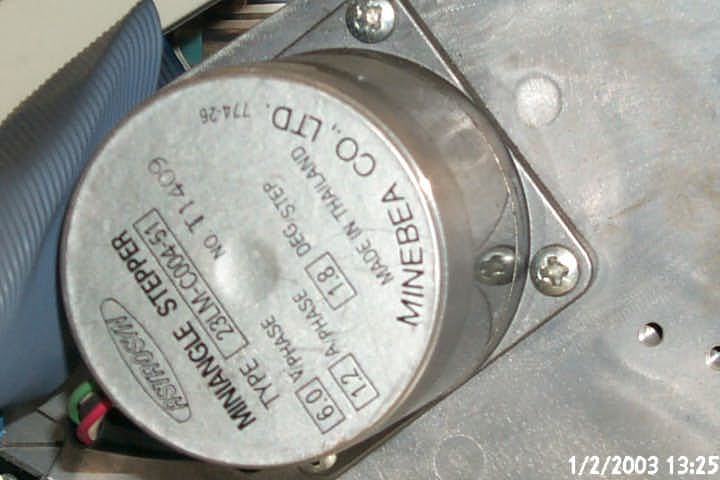 ASTROSYN
MINIANGLE STEPPER
TYPE 23LM-C004-51
6.0 V/PHASE NO. T1409
1.2 A/PHASE 1.8 DEG/STEP
MADE IN THAILAND
MINEBEA CO., LTD. 774-26
1/2/2003 13:25